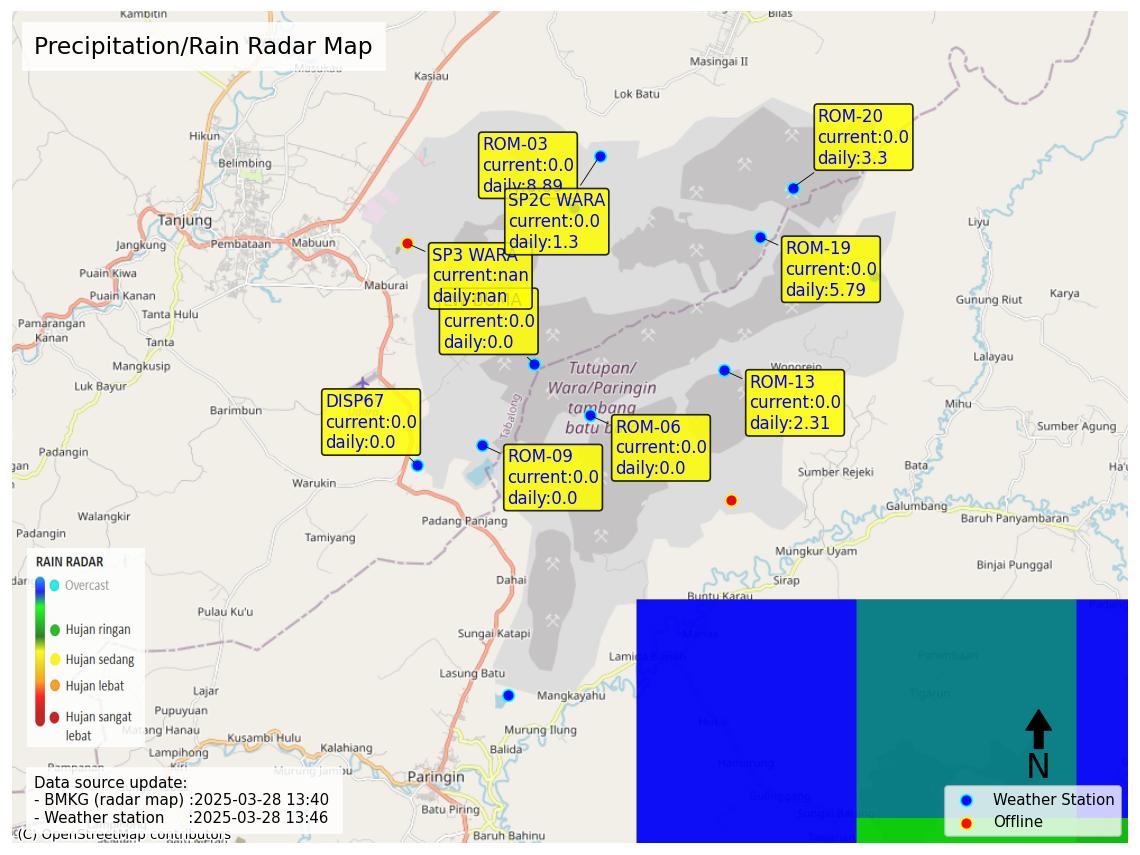 Kambitin
Bilas
Precipitation/Rain Radar Map
Masukau
Masingai II
Kasiau
Lok Batu
Hikun
Belimbing
ROM-03
current:0.0
daily:8.89
ROM-20
current:0.0
daily:3.3
SP2C WARA
current:0.0
daily:1.3
Tanjung
Liyu
Jangkung
Pembataan
Mabuun
SP3 WARA
current:nan
daily:nan
ROM-19
current:0.0
daily:5.79
Puain Kiwa
Maburai
Puain Kanan
Karya
Gunung Riut
Tanta Hulu
current:0.0
daily:0.0
Pamarangan
Kanan
Tanta
Lalayau
Mangkusip
Wonorejo
Tutupan/
Wara/Paringin
tambang
batu
Luk Bayur
ROM-13
current:0.0
daily:2.31
DISP67
current:0.0
daily:0.0
Barimbun
Tabalong
Mihu
ROM-06
current:0.0
daily:0.0
Sumber Agung
ROM-09
current:0.0
daily:0.0
Padangin
Sumber Rejeki
Bata
Ha'u
Warukin
Galumbang
Walangkir
Padang Panjang
Baruh Panyambaran
Padangin
Tamiyang
Mungkur Uyam
Binjai Punggal
RAIN RADAR
Overcast
Hujan ringan
Hujan sedang
Hujan lebat
Hujan sangat
lebat
Dahai
Sirap
Buntu Karau
Pulau Ku'u
Sungai Katapi
Manas
Panimbaan
Lasung Batu
Lajar
Mangkayahu
Tigarun
Pupuyuan
Matang Hanau
Murung Ilung
Kusambi Hulu
Kalahiang
Lampihong
Balida
Hamarung
Murung Jambu
Paringin
N
Data source update:
- BMKG (radar map) :2025-03-28 13:40
- Weather station :2025-03-28 13:46
Batu Piring
Weather Station
Offline
(C) OpenStreetMap contributors
Baruh Bahinu